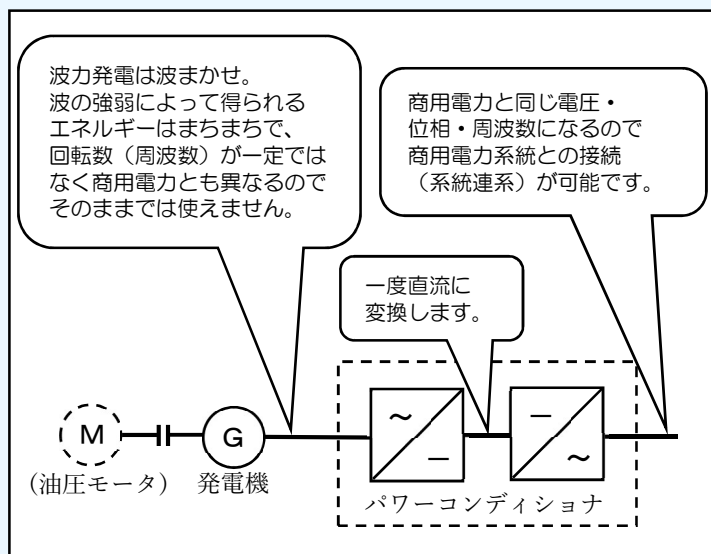 波力発電は波まかせ。
波の強弱によって得られる
エネルギーはまちまちで、
回転数（周波数）が一定では
なく商用電力とも異なるので
そのままでは使えません。
商用電力と同じ電圧・
位相・周波数になるので
商用電力系統との接続
（系統連系）が可能です。
一度直流に
変換します。
M
G
~
—
—
~
(油圧モータ)
発電機
パワーコンディショナ